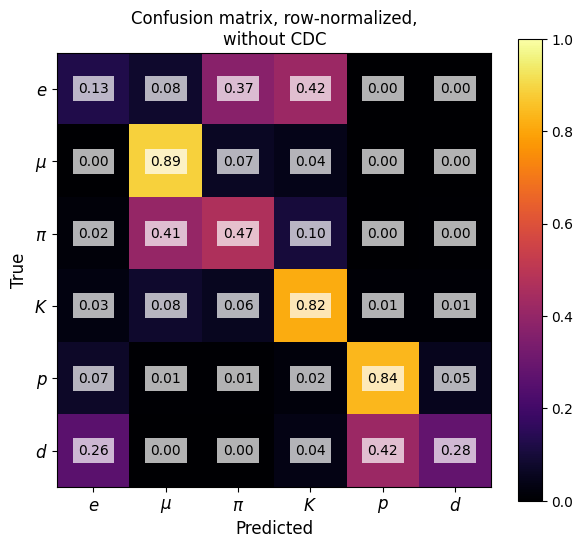 Confusion matrix, row-normalized,
without CDC
1.0
e 0.13 0.08 0.37 0.42 0.00 0.00
μ 0.00 0.89 0.07 0.04 0.00 0.00
0.8
π 0.02 0.41 0.47 0.10 0.00 0.00
0.6
True
K 0.03 0.08 0.06 0.82 0.01 0.01
0.4
p 0.07 0.01 0.01 0.02 0.84 0.05
0.2
d 0.26 0.00 0.00 0.04 0.42 0.28
0.0
e μ π K p d
Predicted